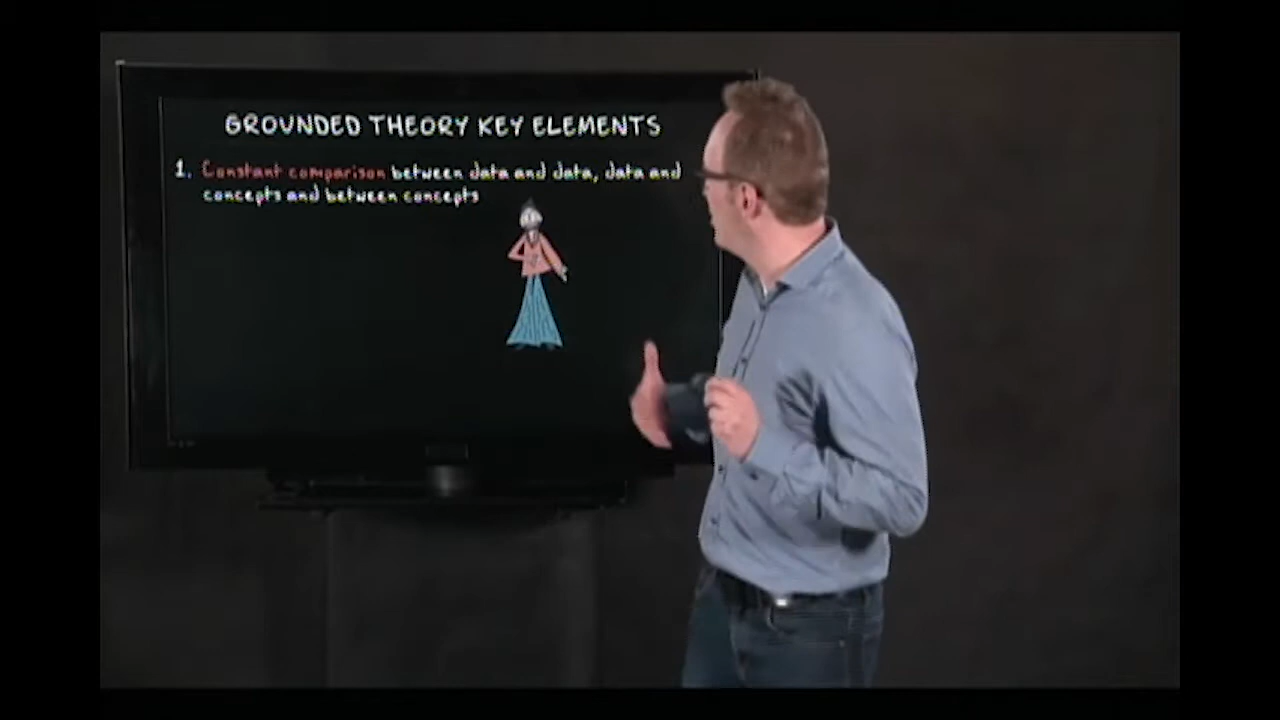 GROUNDED THEORY KEY ELEMENTS
1. Constant comparison between data and data, data and
concepts and between concepts